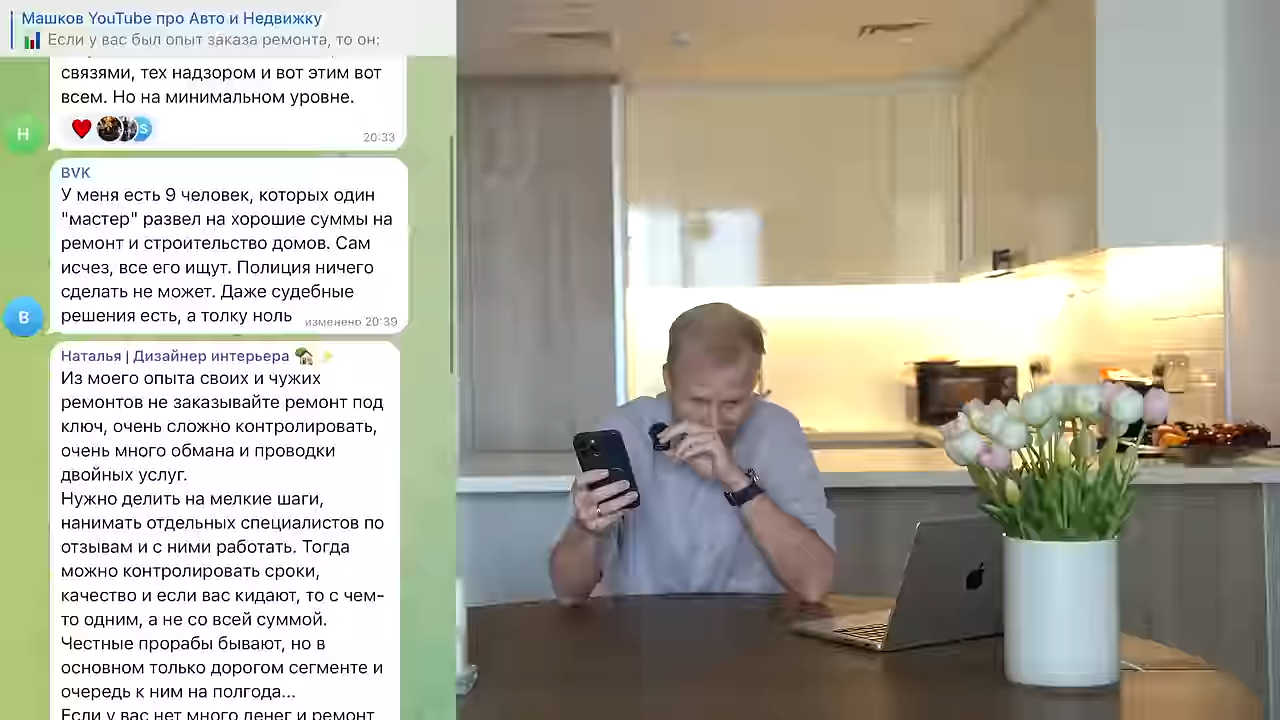 Машков YouTube про Авто и Недвижку
Если у вас был опыт заказа ремонта, то он:
связями, тех надзором и вот этим вот
всем. Но на минимальном уровне.
Н
S
20:33
BVK
У меня есть 9 человек, которых один
"мастер" развел на хорошие суммы на
ремонт и строительство домов. Сам
исчез, все его ищут. Полиция ничего
сделать не может. Даже судебные
решения есть, а толку ноль
изменено 20:39
В
Наталья | Дизайнер интерьера
Из моего опыта своих и чужих
ремонтов не заказывайте ремонт под
ключ, очень сложно контролировать,
очень много обмана и проводки
двойных услуг.
Нужно делить на мелкие шаги,
нанимать отдельных специалистов по
отзывам и с ними работать. Тогда
можно контролировать сроки,
качество и если вас кидают, то с чем-
то одним, а не со всей суммой.
Честные прорабы бывают, но в
основном только дорогом сегменте и
очередь к ним на полгода...
Если у вас нет много денег и ремонт